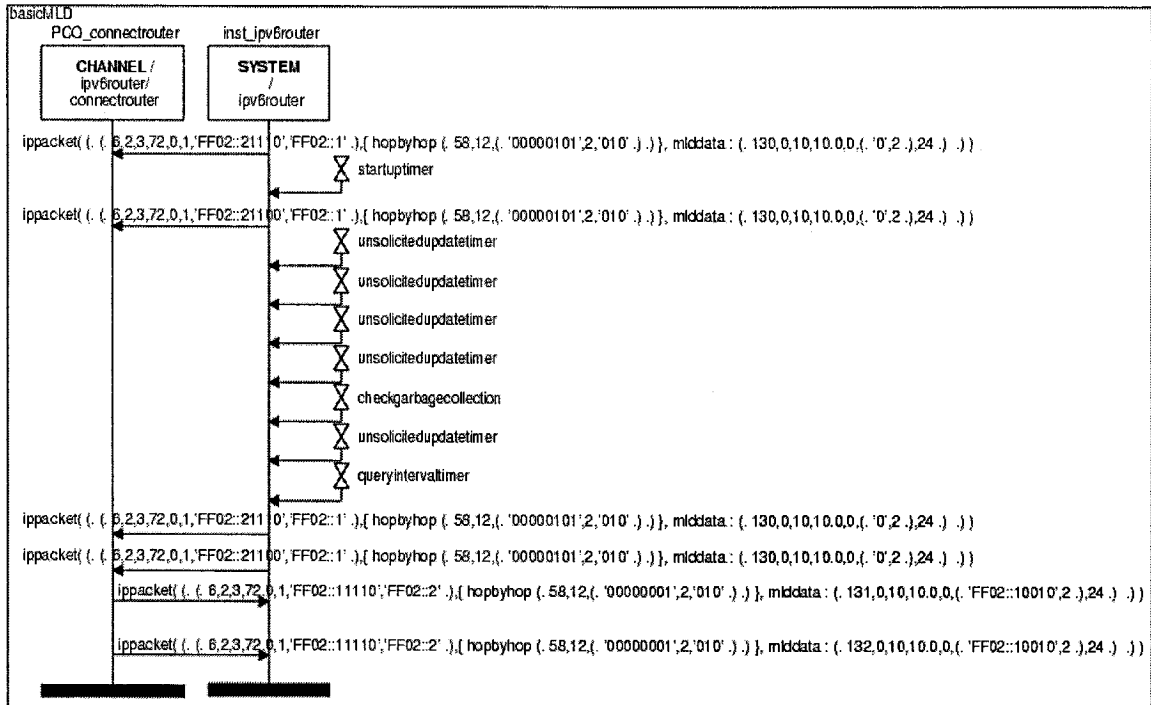 basicMLD
PCO_connectrouter inst_ipv6router
CHANNEL /
ipv6router/
connectrouter
SYSTEM
/
ipv6router
ippacket( (. (. 6,2,3,72,0,1,'FF02::21110','FF02::1' .),{ hopbyhop (. 58,12,(. '00000101',2,'010' .) .) }, mlddata : (. 130,0,10,10.0,0,(. '0',2 .),24 .) .) )
startuptimer
ippacket( (. (. 6,2,3,72,0,1,'FF02::21100','FF02::1' .),{ hopbyhop (. 58,12,(. '00000101',2,'010' .) .) }, mlddata : (. 130,0,10,10.0,0,(. '0',2 .),24 .) .) )
unsolicitedupdatetimer
unsolicitedupdatetimer
unsolicitedupdatetimer
unsolicitedupdatetimer
checkgarbagecollection
unsolicitedupdatetimer
queryintervaltimer
ippacket( (. (. 6,2,3,72,0,1,'FF02::21110','FF02::1' .),{ hopbyhop (. 58,12,(. '00000101',2,'010' .) .) }, mlddata : (. 130,0,10,10.0,0,(. '0',2 .),24 .) .) )
ippacket( (. (. 6,2,3,72,0,1,'FF02::21100','FF02::1' .),{ hopbyhop (. 58,12,(. '00000101',2,'010' .) .) }, mlddata : (. 130,0,10,10.0,0,(. '0',2 .),24 .) .) )
ippacket( (. (. 6,2,3,72,0,1,'FF02::11110','FF02::2' .),{ hopbyhop (. 58,12,(. '00000001',2,'010' .) .) }, mlddata : (. 131,0,10,10.0,0,(. 'FF02::10010',2 .),24 .) .) )
ippacket( (. (. 6,2,3,72,0,1,'FF02::11110','FF02::2' .),{ hopbyhop (. 58,12,(. '00000001',2,'010' .) .) }, mlddata : (. 132,0,10,10.0,0,(. 'FF02::10010',2 .),24 .) .) )